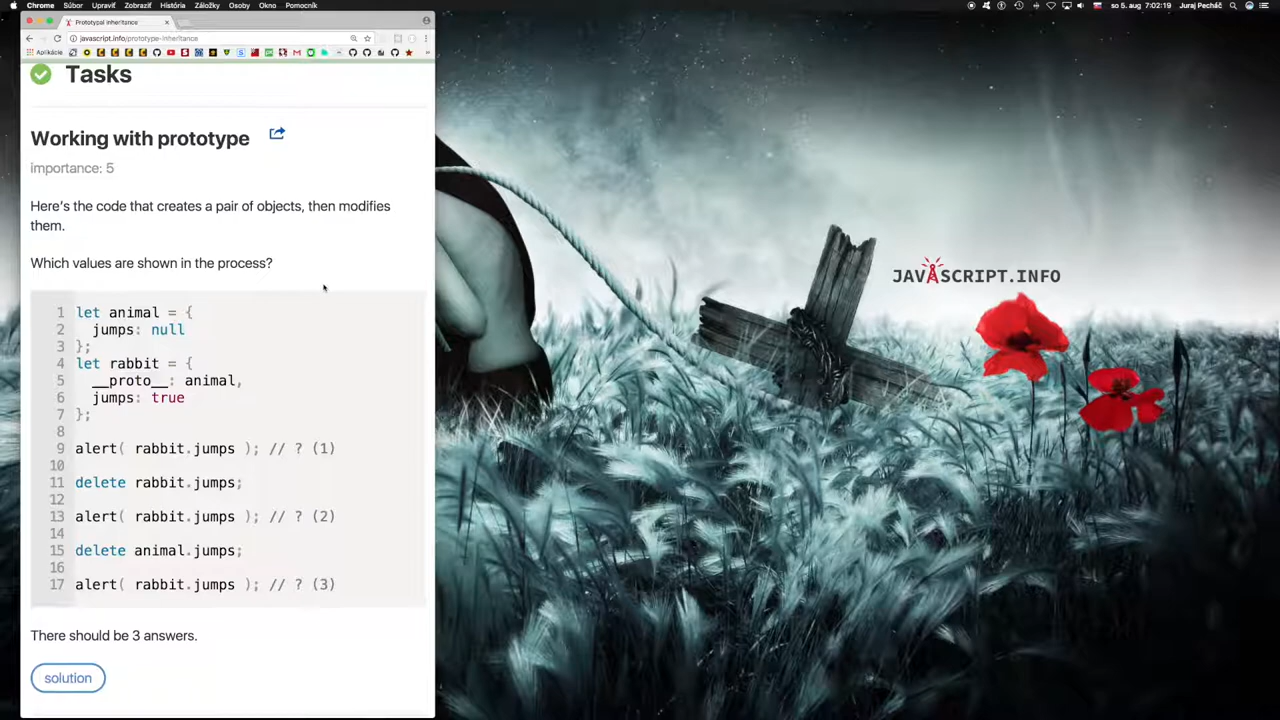 Chrome Súbor Upraviť Zobraziť História Záložky Osoby Okno Pomocník
so 5. aug 7:02:19 Juraj Pecháč
Prototypal inheritance
javascript.info/prototype-inheritance
Aplikácie
Tasks
Working with prototype
importance: 5
Here's the code that creates a pair of objects, then modifies
them.
Which values are shown in the process?
1 let animal = {
2 jumps: null
3 };
4 let rabbit = {
5 __proto__: animal,
6 jumps: true
7 };
8
9 alert( rabbit.jumps ); // ? (1)
10
11 delete rabbit.jumps;
12
13 alert( rabbit.jumps ); // ? (2)
14
15 delete animal.jumps;
16
17 alert( rabbit.jumps ); // ? (3)
There should be 3 answers.
solution
JAVASCRIPT.INFO